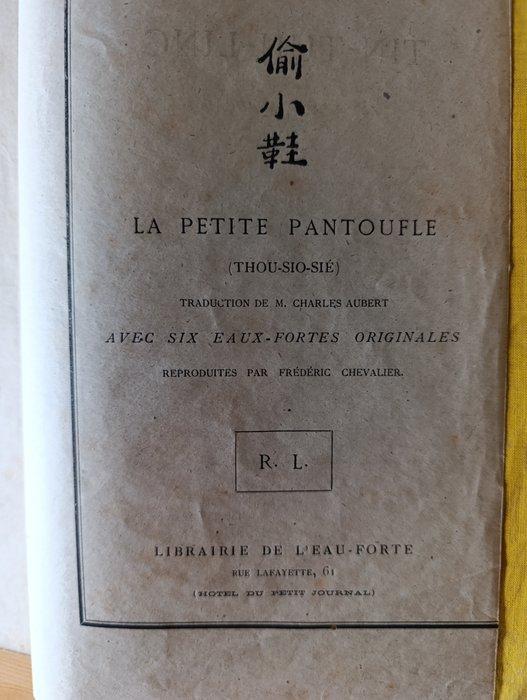 偷
小
鞋
LA PETITE PANTOUFLE
(THOU-SIO-SIÉ)
TRADUCTION DE M. CHARLES AUBERT
AVEC SIX EAUX-FORTES ORIGINALES
REPRODUITES PAR FRÉDÉRIC CHEVALIER.
R. L.
LIBRAIRIE DE L'EAU-FORTE
RUE LAFAYETTE, 61
(HOTEL DU PETIT JOURNAL)